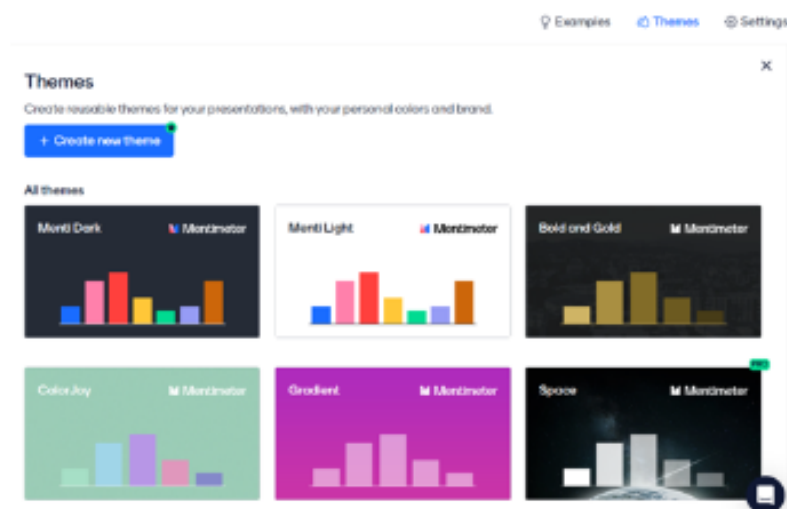 Examples Themes Settings
Themes
Create reusable themes for your presentations, with your personal colors and brand.
+ Create new theme
All themes
Menti Dark Mentimeter
Menti Light Mentimeter
Bold and Gold Mentimeter
Color Joy Mentimeter
Gradient Mentimeter
PRO
Space Mentimeter